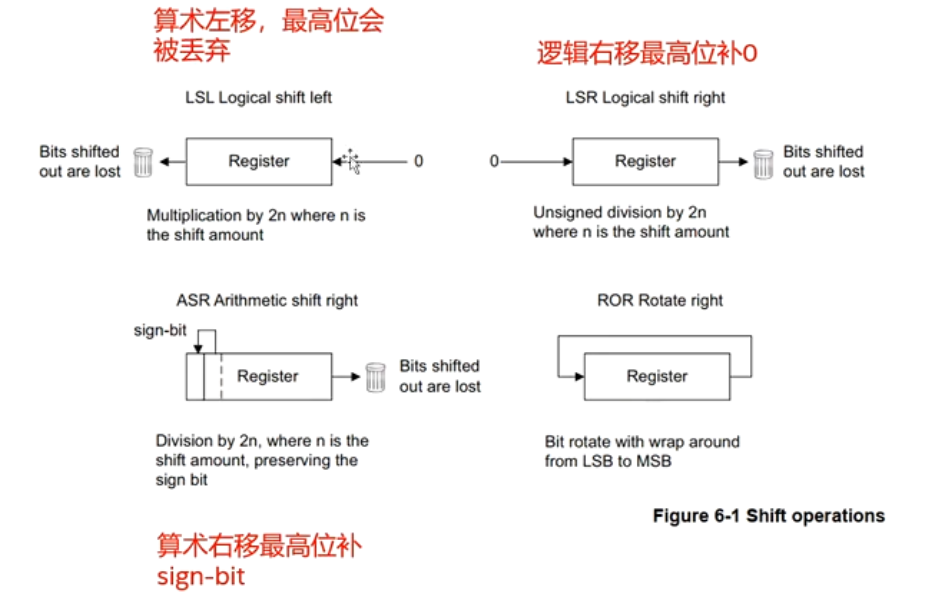 算术左移，最高位会
被丢弃
逻辑右移最高位补0
LSL Logical shift left
LSR Logical shift right
Bits shifted
out are lost
Register
0
0
Register
Bits shifted
out are lost
Multiplication by 2n where n is
the shift amount
Unsigned division by 2n
where n is the shift amount
ASR Arithmetic shift right
ROR Rotate right
sign-bit
Register
Bits shifted
out are lost
Register
Division by 2n, where n is the
shift amount, preserving the
sign bit
Bit rotate with wrap around
from LSB to MSB
Figure 6-1 Shift operations
算术右移最高位补
sign-bit